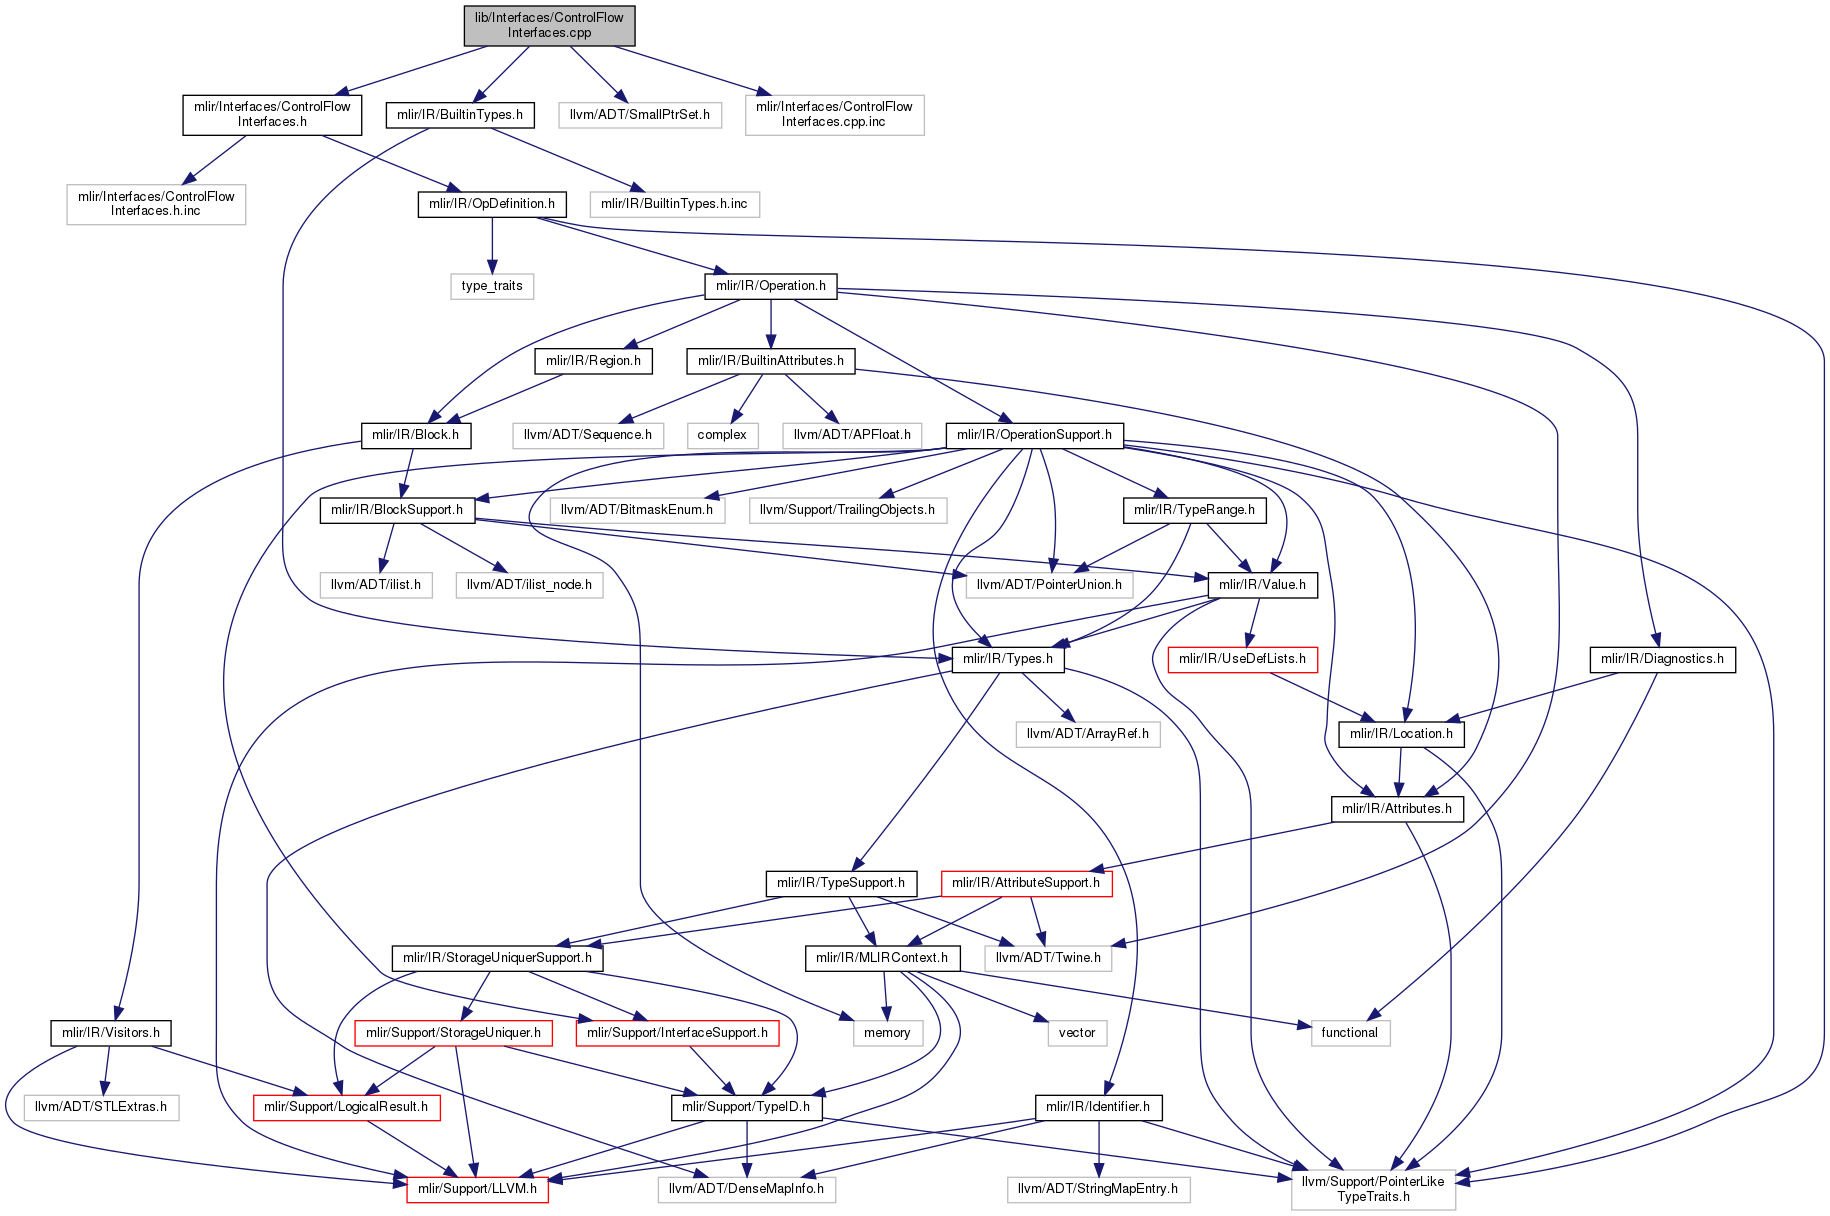 lib/Interfaces/ControlFlow
Interfaces.cpp
mlir/Interfaces/ControlFlow
Interfaces.h
mlir/IR/BuiltinTypes.h
llvm/ADT/SmallPtrSet.h
mlir/Interfaces/ControlFlow
Interfaces.cpp.inc
mlir/Interfaces/ControlFlow
Interfaces.h.inc
mlir/IR/OpDefinition.h
mlir/IR/BuiltinTypes.h.inc
type_traits
mlir/IR/Operation.h
mlir/IR/Region.h
mlir/IR/BuiltinAttributes.h
mlir/IR/Block.h
llvm/ADT/Sequence.h
complex
llvm/ADT/APFloat.h
mlir/IR/OperationSupport.h
mlir/IR/BlockSupport.h
llvm/ADT/BitmaskEnum.h
llvm/Support/TrailingObjects.h
mlir/IR/TypeRange.h
llvm/ADT/ilist.h
llvm/ADT/ilist_node.h
llvm/ADT/PointerUnion.h
mlir/IR/Value.h
mlir/IR/Types.h
mlir/IR/UseDefLists.h
mlir/IR/Diagnostics.h
llvm/ADT/ArrayRef.h
mlir/IR/Location.h
mlir/IR/Attributes.h
mlir/IR/TypeSupport.h
mlir/IR/AttributeSupport.h
mlir/IR/StorageUniquerSupport.h
mlir/IR/MLIRContext.h
llvm/ADT/Twine.h
mlir/IR/Visitors.h
mlir/Support/StorageUniquer.h
mlir/Support/InterfaceSupport.h
memory
vector
functional
llvm/ADT/STLExtras.h
mlir/Support/LogicalResult.h
mlir/Support/TypeID.h
mlir/IR/Identifier.h
mlir/Support/LLVM.h
llvm/ADT/DenseMapInfo.h
llvm/ADT/StringMapEntry.h
llvm/Support/PointerLike
TypeTraits.h